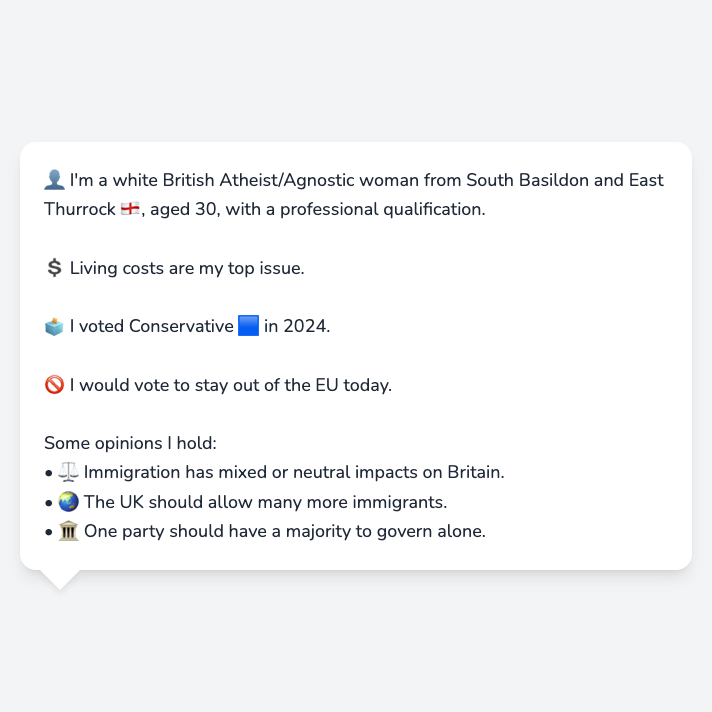 👤 I'm a white British Atheist/Agnostic woman from South Basildon and East
Thurrock 🏴󠁧󠁢󠁥󠁮󠁧󠁿, aged 30, with a professional qualification.
💲 Living costs are my top issue.
🗳️ I voted Conservative 🟦 in 2024.
🚫 I would vote to stay out of the EU today.
Some opinions I hold:
• ⚖️ Immigration has mixed or neutral impacts on Britain.
• 🌏 The UK should allow many more immigrants.
• 🏛️ One party should have a majority to govern alone.